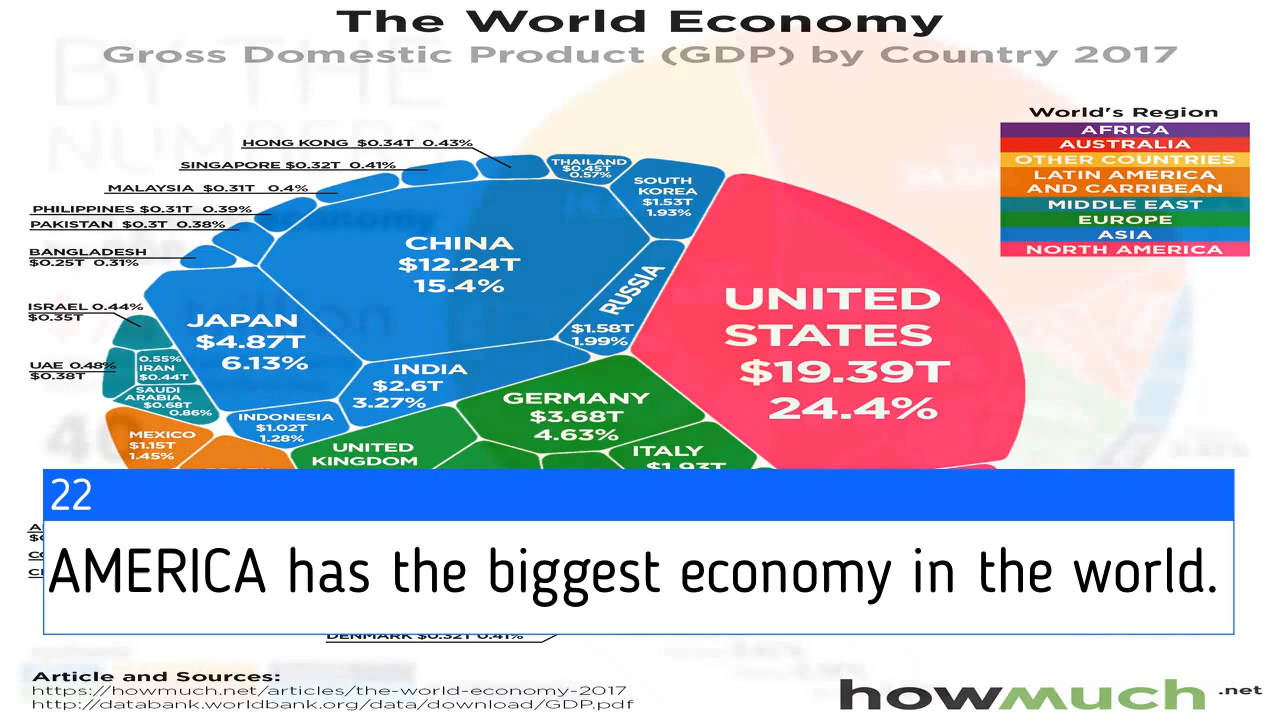 The World Economy
Gross Domestic Product (GDP) by Country 2017
BY THE
NUMBERS
World's Region
AFRICA
AUSTRALIA
OTHER COUNTRIES
LATIN AMERICA
AND CARRIBEAN
MIDDLE EAST
EUROPE
ASIA
NORTH AMERICA
HONG KONG $0.34T 0.43%
SINGAPORE $0.32T 0.41%
MALAYSIA $0.31T 0.4%
PHILIPPINES $0.31T 0.39%
PAKISTAN $0.3T 0.38%
BANGLADESH
$0.25T 0.31%
THAILAND
$0.45T
0.57%
SOUTH
KOREA
$1.53T
1.93%
CHINA
$12.24T
15.4%
RUSSIA
$1.58T
1.99%
UNITED
STATES
$19.39T
24.4%
ISRAEL 0.44%
$0.35T
JAPAN
$4.87T
6.13%
UAE 0.48%
$0.38T
0.55%
IRAN
$0.44T
SAUDI
ARABIA
$0.68T
0.86%
INDIA
$2.6T
3.27%
INDONESIA
$1.02T
1.28%
GERMANY
$3.68T
4.63%
MEXICO
$1.15T
1.45%
UNITED
KINGDOM
ITALY
$1.93T
22
AMERICA has the biggest economy in the world.
DENMARK $0.32T 0.41%
Article and Sources:
https://howmuch.net/articles/the-world-economy-2017
http://databank.worldbank.org/data/download/GDP.pdf
howmuch.net